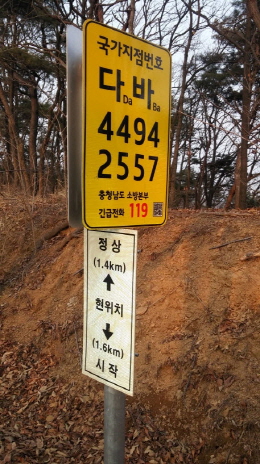 국가지점번호
다.바
Da Ba
4494
2557
충청남도 소방본부
긴급전화 119
정상
(1.4km)
현위치
(1.6km)
시작